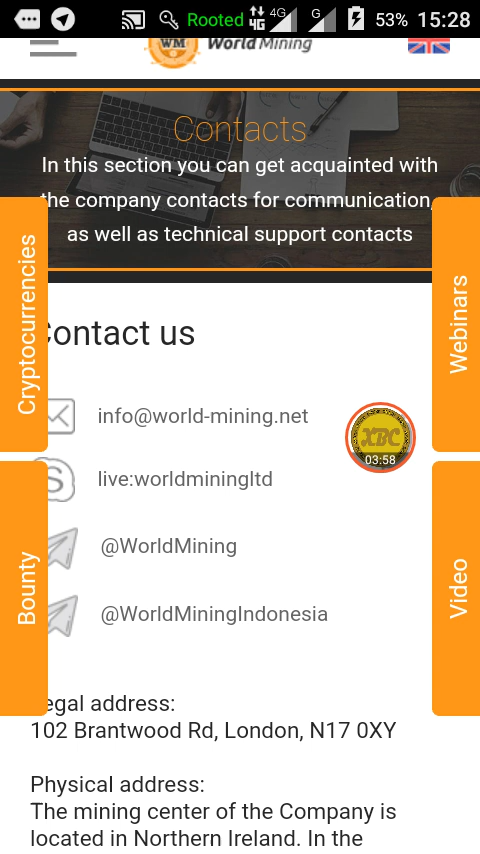 Rooted 4G 4G G 53% 15:28
WM World Mining
Contacts
In this section you can get acquainted with
the company contacts for communication,
as well as technical support contacts
Cryptocurrencies
Webinars
Contact us
info@world-mining.net
XBC
03:58
live:worldminingltd
@WorldMining
Bounty
Video
@WorldMiningIndonesia
Legal address:
102 Brantwood Rd, London, N17 0XY
Physical address:
The mining center of the Company is
located in Northern Ireland. In the